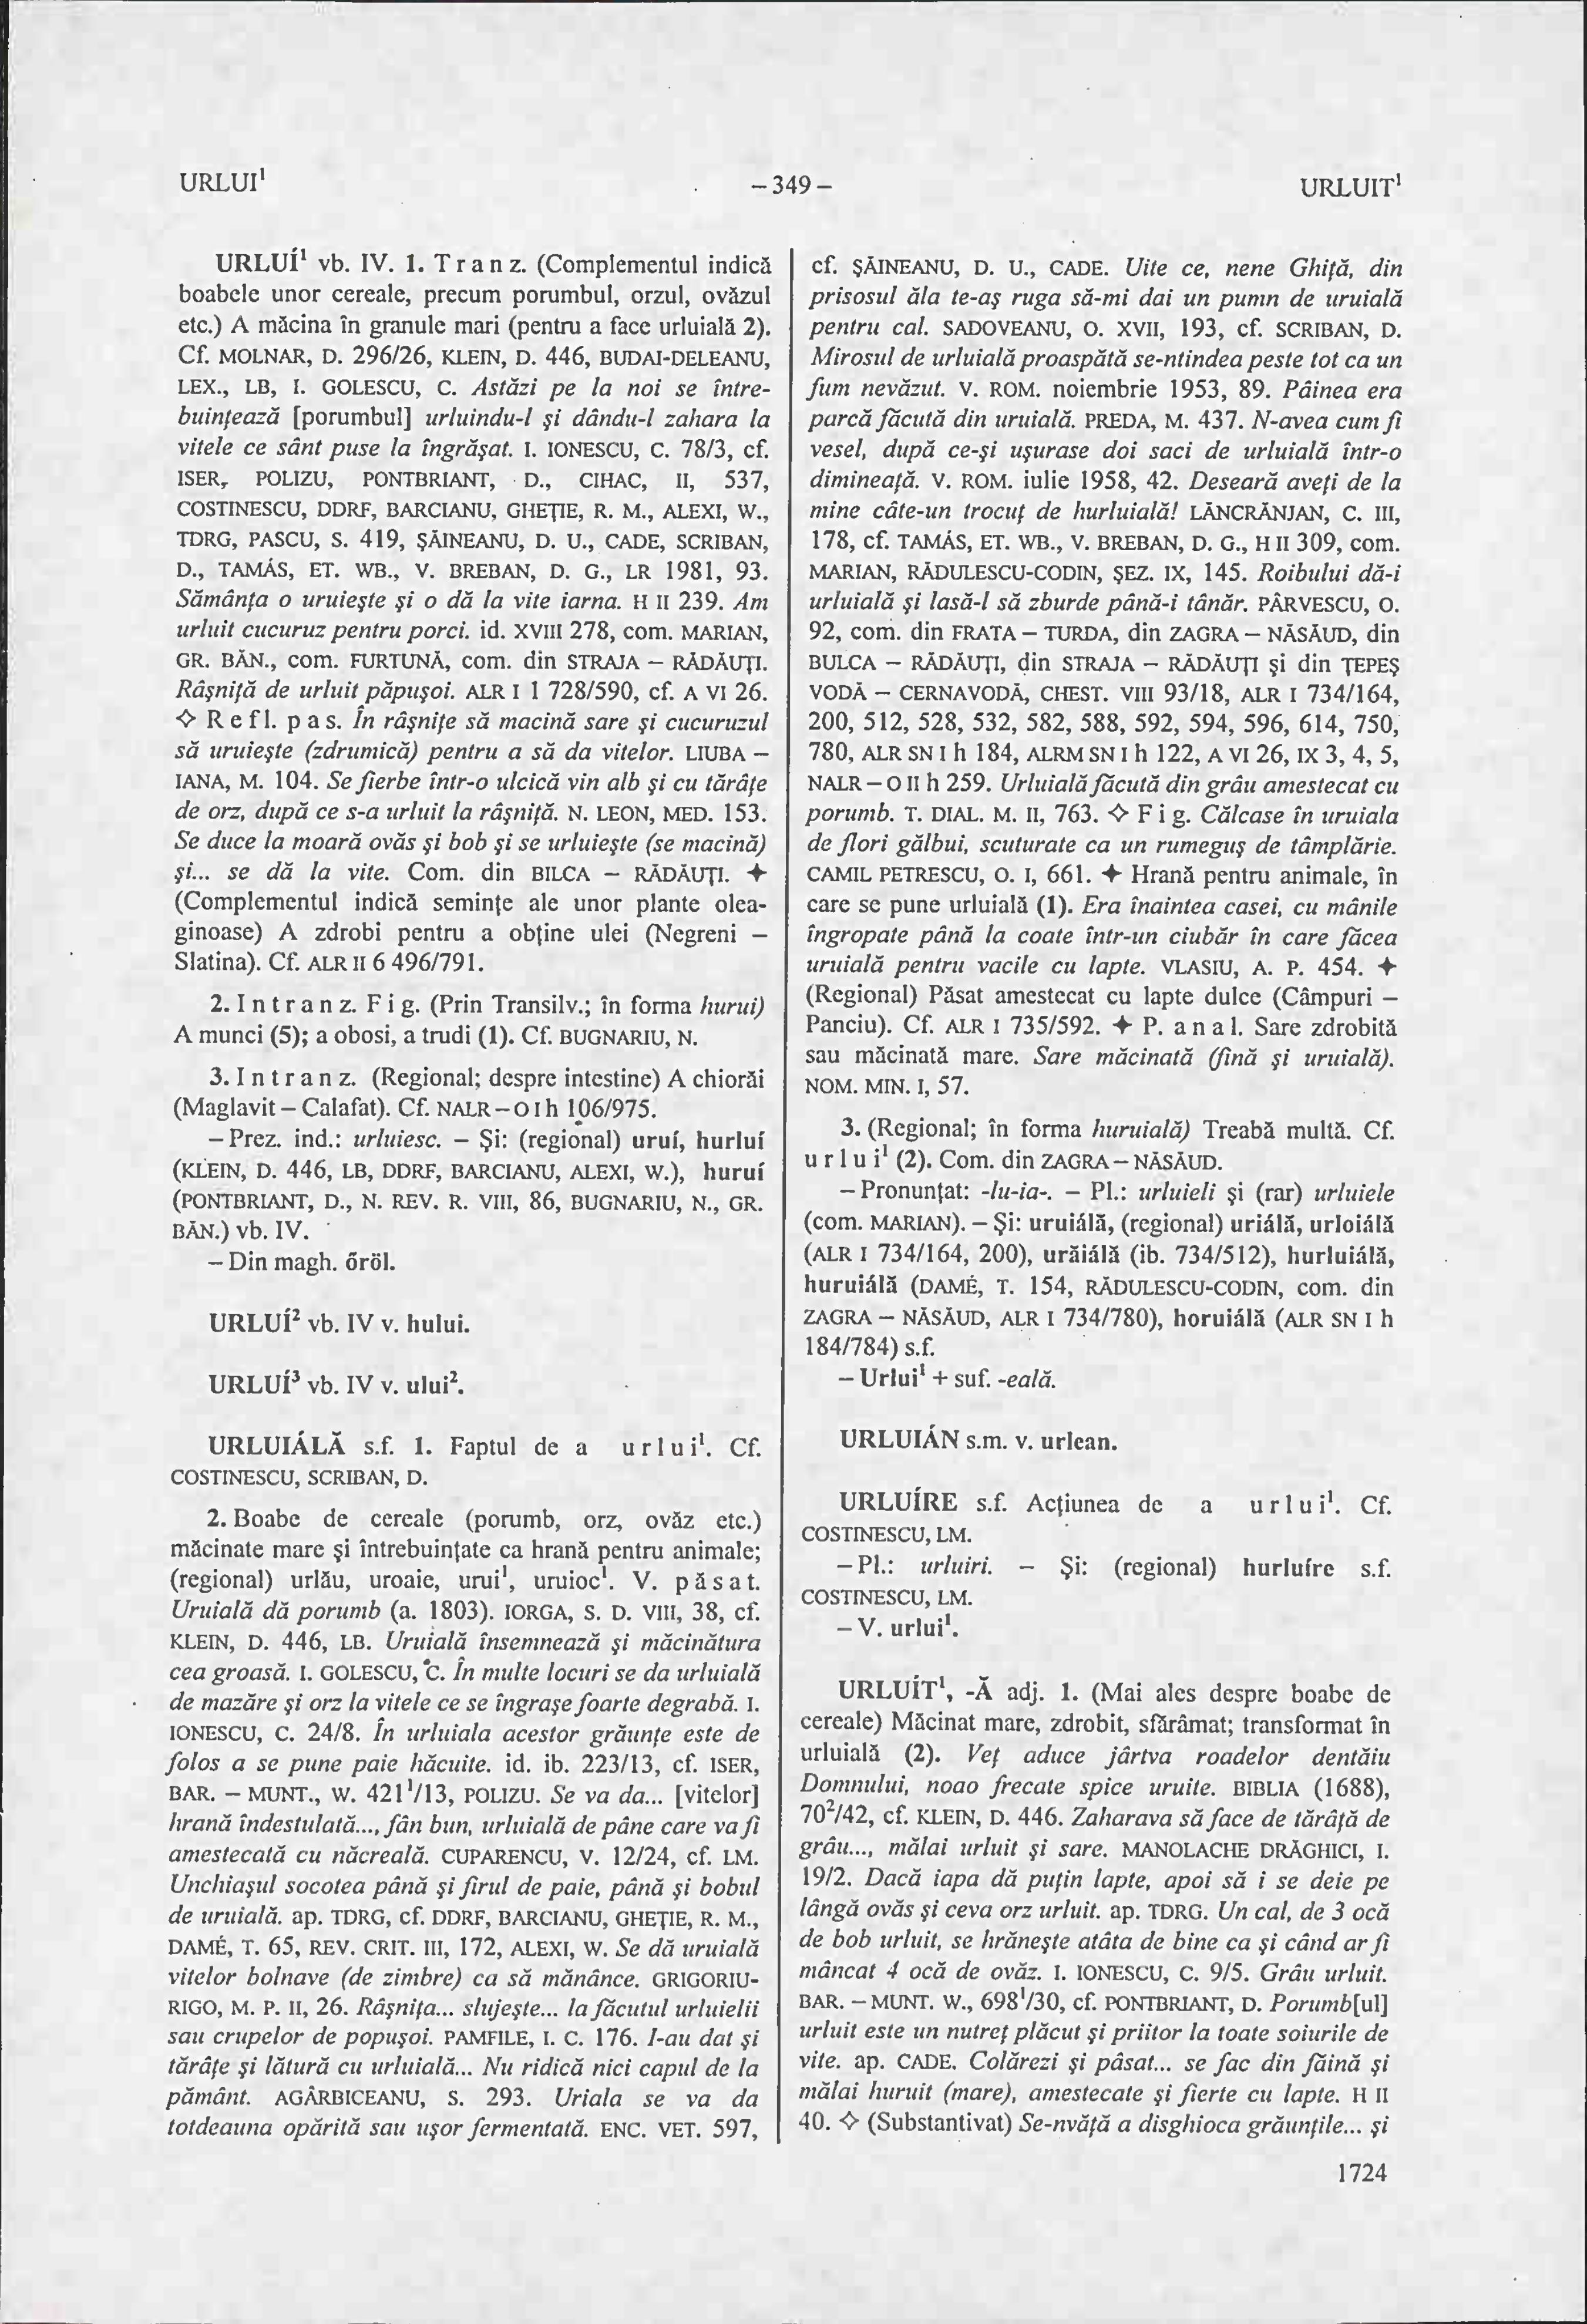 URLUI¹
– 349 –
URLUIT¹
URLUÍ¹ vb. IV. 1. T r a n z. (Complementul indică
boabele unor cereale, precum porumbul, orzul, ovăzul
etc.) A măcina în granule mari (pentru a face urluială 2).
Cf. MOLNAR, D. 296/26, KLEIN, D. 446, BUDAI-DELEANU,
LEX., LB, I. GOLESCU, C. Astăzi pe la noi se între-
buinţează [porumbul] urluindu-l şi dându-l zahara la
vitele ce sânt puse la îngrăşat. I. IONESCU, C. 78/3, cf.
ISER, POLIZU, PONTBRIANT, D., CIHAC, II, 537,
COSTINESCU, DDRF, BARCIANU, GHEŢIE, R. M., ALEXI, W.,
TDRG, PASCU, S. 419, ŞĂINEANU, D. U., CADE, SCRIBAN,
D., TAMÁS, ET. WB., V. BREBAN, D. G., LR 1981, 93.
Sămânţa o uruieşte şi o dă la vite iarna. H II 239. Am
urluit cucuruz pentru porci. id. XVIII 278, com. MARIAN,
GR. BĂN., com. FURTUNĂ, com. din STRAJA – RĂDĂUŢI.
Râşniţă de urluit păpuşoi. ALR I 1 728/590, cf. A VI 26.
◇ R e f l. p a s. În râşniţe să macină sare şi cucuruzul
să uruieşte (zdrumică) pentru a să da vitelor. LIUBA –
IANA, M. 104. Se fierbe într-o ulcică vin alb şi cu tărâţe
de orz, după ce s-a urluit la râşniţă. N. LEON, MED. 153.
Se duce la moară ovăs şi bob şi se urluieşte (se macină)
şi... se dă la vite. Com. din BILCA – RĂDĂUŢI. ✦
(Complementul indică seminţe ale unor plante olea-
ginoase) A zdrobi pentru a obţine ulei (Negreni –
Slatina). Cf. ALR II 6 496/791.
2. I n t r a n z. F i g. (Prin Transilv.; în forma hurui)
A munci (5); a obosi, a trudi (1). Cf. BUGNARIU, N.
3. I n t r a n z. (Regional; despre intestine) A chiorăi
(Maglavit – Calafat). Cf. NALR – O I h 106/975.
– Prez. ind.: urluiesc. – Şi: (regional) uruí, hurluí
(KLEIN, D. 446, LB, DDRF, BARCIANU, ALEXI, W.), huruí
(PONTBRIANT, D., N. REV. R. VIII, 86, BUGNARIU, N., GR.
BĂN.) vb. IV.
– Din magh. őröl.
URLUÍ² vb. IV v. hului.
URLUÍ³ vb. IV v. ului².
URLUIÁLĂ s.f. 1. Faptul de a u r l u i¹. Cf.
COSTINESCU, SCRIBAN, D.
2. Boabe de cereale (porumb, orz, ovăz etc.)
măcinate mare şi întrebuinţate ca hrană pentru animale;
(regional) urlău, uroaie, urui¹, uruioc¹. V. p ă s a t.
Uruială dă porumb (a. 1803). IORGA, S. D. VIII, 38, cf.
KLEIN, D. 446, LB. Uruială însemnează şi măcinătura
cea groasă. I. GOLESCU, C. În multe locuri se da urluială
de mazăre şi orz la vitele ce se îngraşe foarte degrabă. I.
IONESCU, C. 24/8. În urluiala acestor grăunţe este de
folos a se pune paie hăcuite. id. ib. 223/13, cf. ISER,
BAR. – MUNT., W. 421¹/13, POLIZU. Se va da... [vitelor]
hrană îndestulată..., fân bun, urluială de pâne care va fi
amestecată cu năcreală. CUPARENCU, V. 12/24, cf. LM.
Unchiaşul socotea până şi firul de paie, până şi bobul
de uruială. ap. TDRG, cf. DDRF, BARCIANU, GHEŢIE, R. M.,
DAMÉ, T. 65, REV. CRIT. III, 172, ALEXI, W. Se dă uruială
vitelor bolnave (de zimbre) ca să mănânce. GRIGORIU-
RIGO, M. P. II, 26. Râşniţa... slujeşte... la făcutul urluielii
sau crupelor de popuşoi. PAMFILE, I. C. 176. I-au dat şi
tărâţe şi lătură cu urluială... Nu ridică nici capul de la
pământ. AGÂRBICEANU, S. 293. Uriala se va da
totdeauna opărită sau uşor fermentată. ENC. VET. 597,
cf. ŞĂINEANU, D. U., CADE. Uite ce, nene Ghiţă, din
prisosul ăla te-aş ruga să-mi dai un pumn de uruială
pentru cal. SADOVEANU, O. XVII, 193, cf. SCRIBAN, D.
Mirosul de urluială proaspătă se-ntindea peste tot ca un
fum nevăzut. V. ROM. noiembrie 1953, 89. Pâinea era
parcă făcută din uruială. PREDA, M. 437. N-avea cum fi
vesel, după ce-şi uşurase doi saci de urluială într-o
dimineaţă. V. ROM. iulie 1958, 42. Deseară aveţi de la
mine câte-un trocuţ de hurluială! LĂNCRĂNJAN, C. III,
178, cf. TAMÁS, ET. WB., V. BREBAN, D. G., H II 309, com.
MARIAN, RĂDULESCU-CODIN, ŞEZ. IX, 145. Roibului dă-i
urluială şi lasă-l să zburde până-i tânăr. PÂRVESCU, O.
92, com. din FRATA – TURDA, din ZAGRA – NĂSĂUD, din
BULCA – RĂDĂUŢI, din STRAJA – RĂDĂUŢI şi din ŢEPEŞ
VODĂ – CERNAVODĂ, CHEST. VIII 93/18, ALR I 734/164,
200, 512, 528, 532, 582, 588, 592, 594, 596, 614, 750,
780, ALR SN I h 184, ALRM SN I h 122, A VI 26, IX 3, 4, 5,
NALR – O II h 259. Urluială făcută din grâu amestecat cu
porumb. T. DIAL. M. II, 763. ◇ F i g. Călcase în uruiala
de flori gălbui, scuturate ca un rumeguş de tâmplărie.
CAMIL PETRESCU, O. I, 661. ✦ Hrană pentru animale, în
care se pune urluială (1). Era înaintea casei, cu mânile
îngropate până la coate într-un ciubăr în care făcea
uruială pentru vacile cu lapte. VLASIU, A. P. 454. ✦
(Regional) Păsat amestecat cu lapte dulce (Câmpuri –
Panciu). Cf. ALR I 735/592. ✦ P. a n a l. Sare zdrobită
sau măcinată mare. Sare măcinată (fină şi uruială).
NOM. MIN. I, 57.
3. (Regional; în forma huruială) Treabă multă. Cf.
u r l u i¹ (2). Com. din ZAGRA – NĂSĂUD.
– Pronunţat: -lu-ia-. – Pl.: urluieli şi (rar) urluiele
(com. MARIAN). – Şi: uruiálă, (regional) uriálă, urloiálă
(ALR I 734/164, 200), urăiálă (ib. 734/512), hurluiálă,
huruiálă (DAMÉ, T. 154, RĂDULESCU-CODIN, com. din
ZAGRA – NĂSĂUD, ALR I 734/780), horuiálă (ALR SN I h
184/784) s.f.
– Urlui¹ + suf. -eală.
URLUIÁN s.m. v. urlean.
URLUÍRE s.f. Acţiunea de a u r l u i¹. Cf.
COSTINESCU, LM.
– Pl.: urluiri. – Şi: (regional) hurluíre s.f.
COSTINESCU, LM.
– V. urlui¹.
URLUÍT¹, -Ă adj. 1. (Mai ales despre boabe de
cereale) Măcinat mare, zdrobit, sfărâmat; transformat în
urluială (2). Veţ aduce jârtva roadelor dentăiu
Domnului, noao frecate spice uruite. BIBLIA (1688),
70²/42, cf. KLEIN, D. 446. Zaharava să face de tărâţă de
grâu..., mălai urluit şi sare. MANOLACHE DRĂGHICI, I.
19/2. Dacă iapa dă puţin lapte, apoi să i se deie pe
lângă ovăs şi ceva orz urluit. ap. TDRG. Un cal, de 3 ocă
de bob urluit, se hrăneşte atâta de bine ca şi când ar fi
mâncat 4 ocă de ovăz. I. IONESCU, C. 9/5. Grâu urluit.
BAR. – MUNT. W., 698¹/30, cf. PONTBRIANT, D. Porumb[ul]
urluit este un nutreţ plăcut şi priitor la toate soiurile de
vite. ap. CADE. Colărezi şi păsat... se fac din făină şi
mălai huruit (mare), amestecate şi fierte cu lapte. H II
40. ◇ (Substantivat) Se-nvăţă a disghioca grăunţile... şi
1724